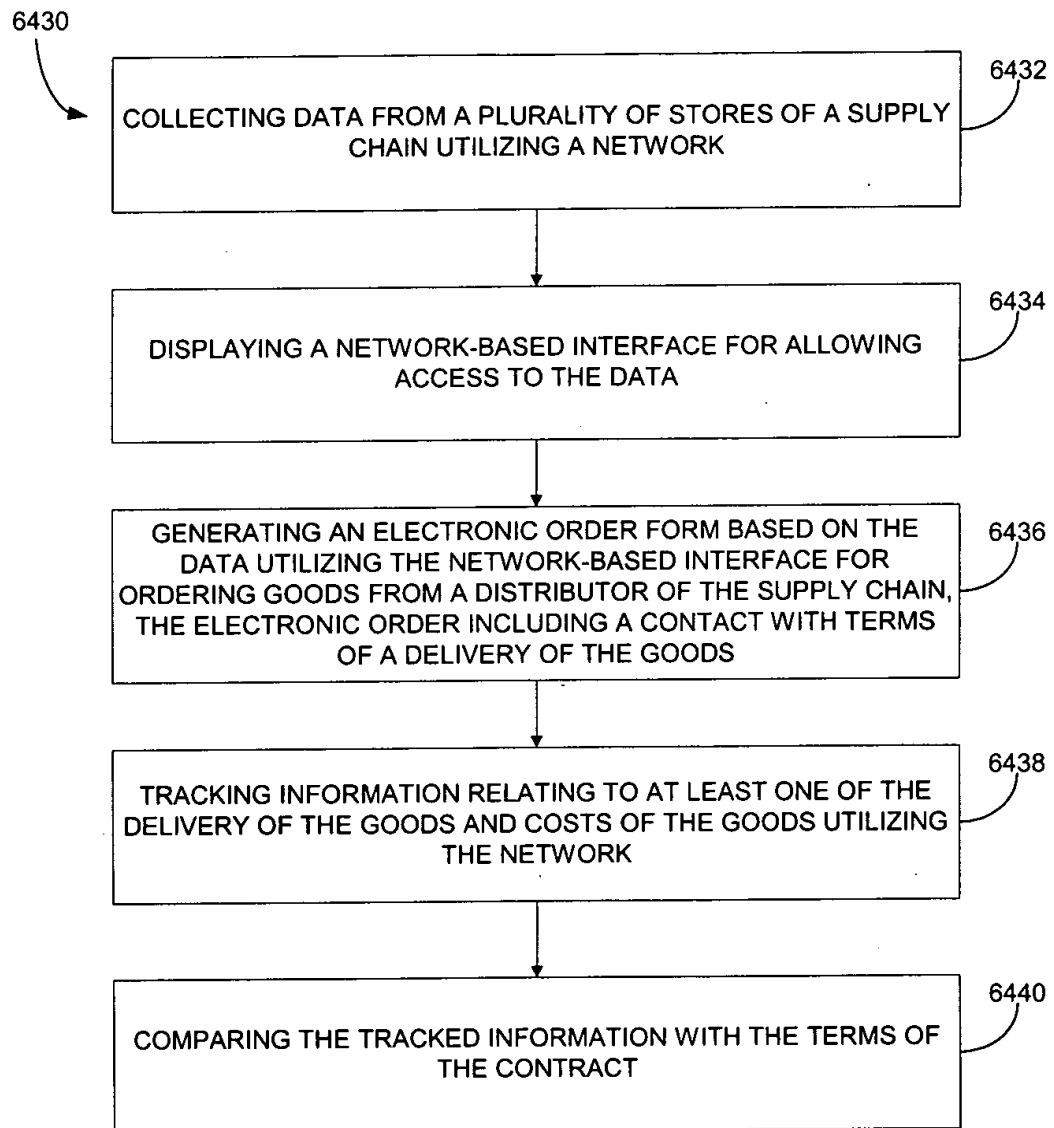 6430
6432
COLLECTING DATA FROM A PLURALITY OF STORES OF A SUPPLY
CHAIN UTILIZING A NETWORK
6434
DISPLAYING A NETWORK-BASED INTERFACE FOR ALLOWING
ACCESS TO THE DATA
6436
GENERATING AN ELECTRONIC ORDER FORM BASED ON THE
DATA UTILIZING THE NETWORK-BASED INTERFACE FOR
ORDERING GOODS FROM A DISTRIBUTOR OF THE SUPPLY CHAIN,
THE ELECTRONIC ORDER INCLUDING A CONTACT WITH TERMS
OF A DELIVERY OF THE GOODS
6438
TRACKING INFORMATION RELATING TO AT LEAST ONE OF THE
DELIVERY OF THE GOODS AND COSTS OF THE GOODS UTILIZING
THE NETWORK
6440
COMPARING THE TRACKED INFORMATION WITH THE TERMS OF
THE CONTRACT